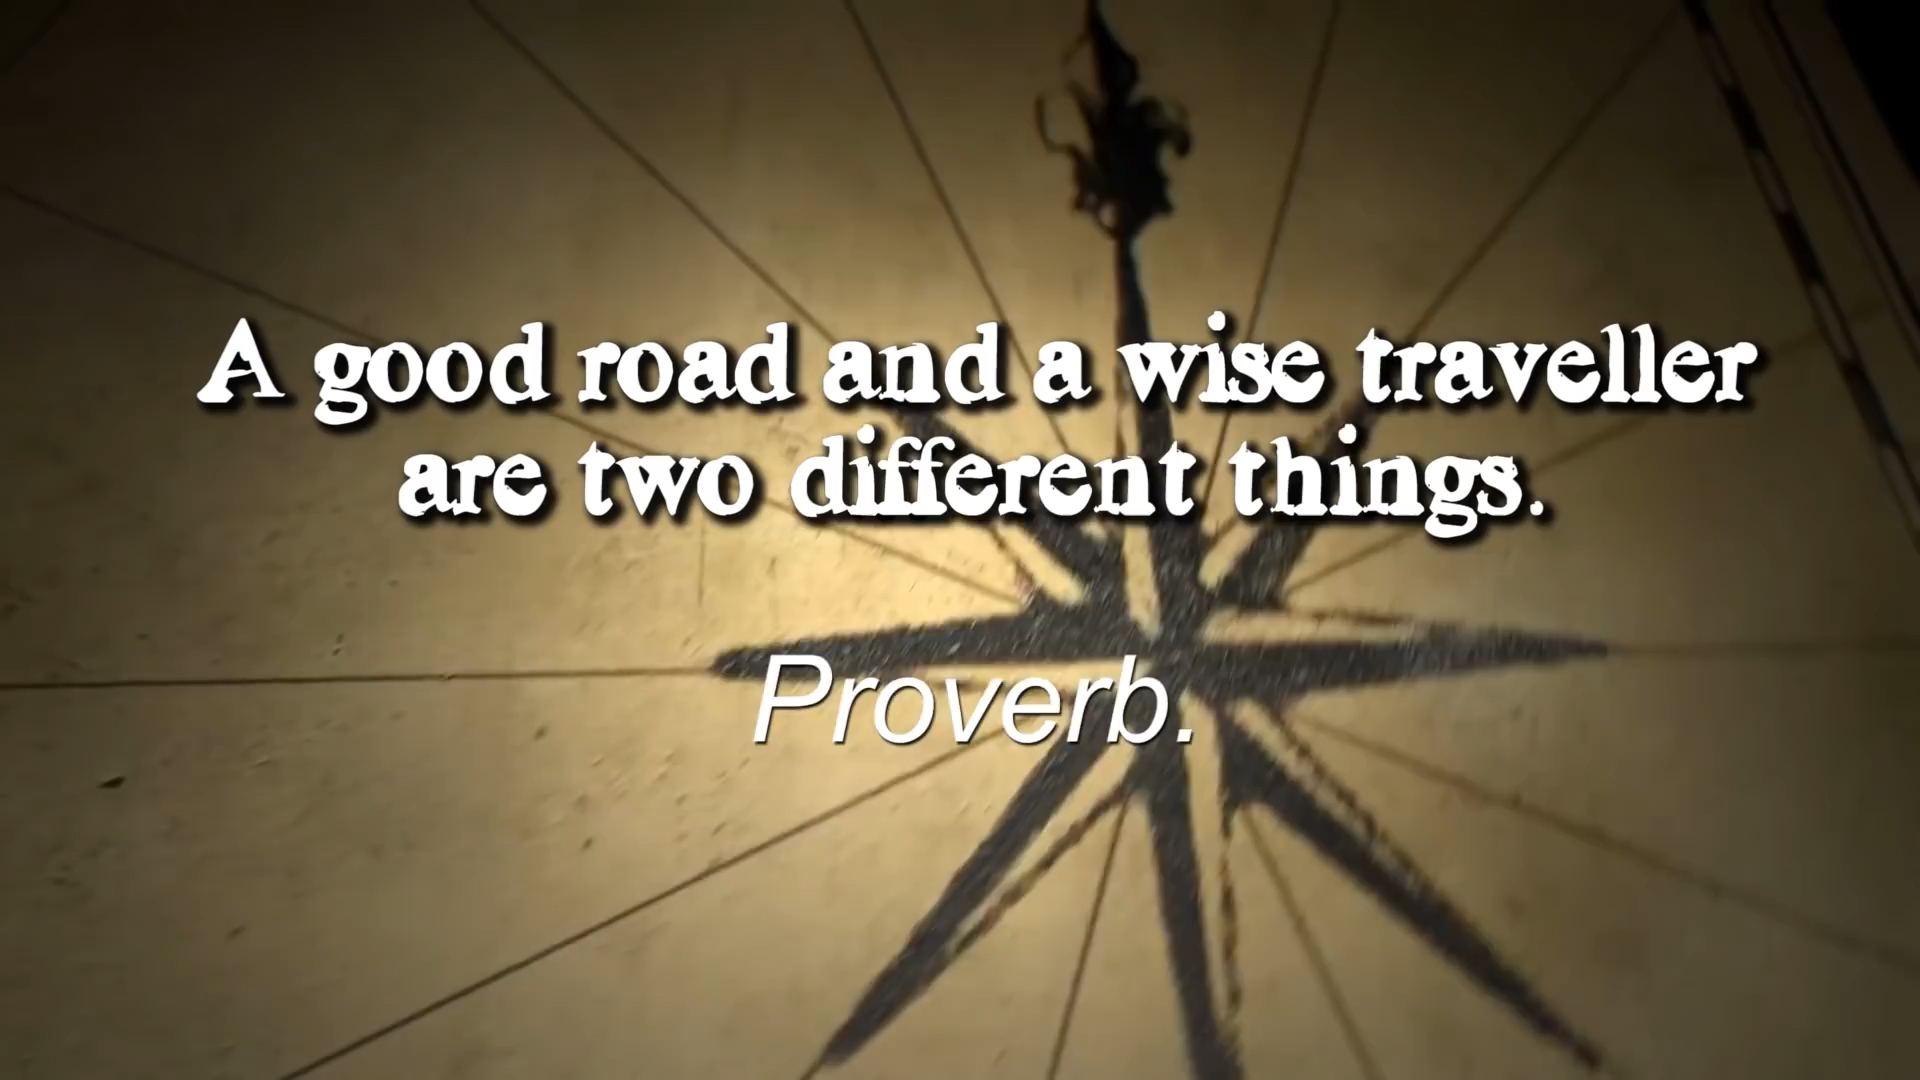 A good road and a wise traveller
are two different things.
Proverb.